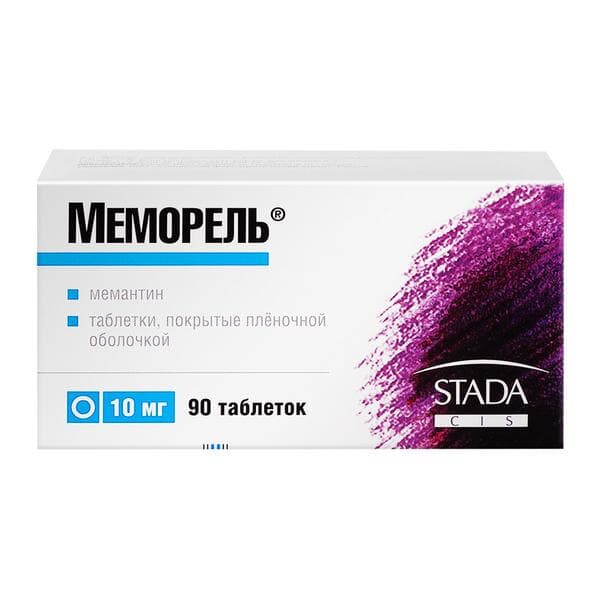 Меморель®
мемантин
таблетки, покрытые плёночной
оболочкой
10 мг 90 таблеток
STADA
CIS